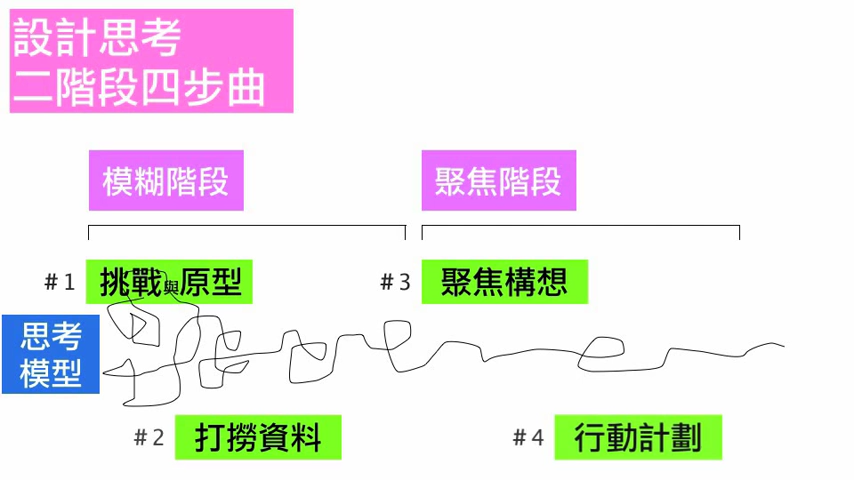 設計思考
二階段四步曲
模糊階段
聚焦階段
#1 挑戰與原型
#3 聚焦構想
思考
模型
#2 打撈資料
#4 行動計劃